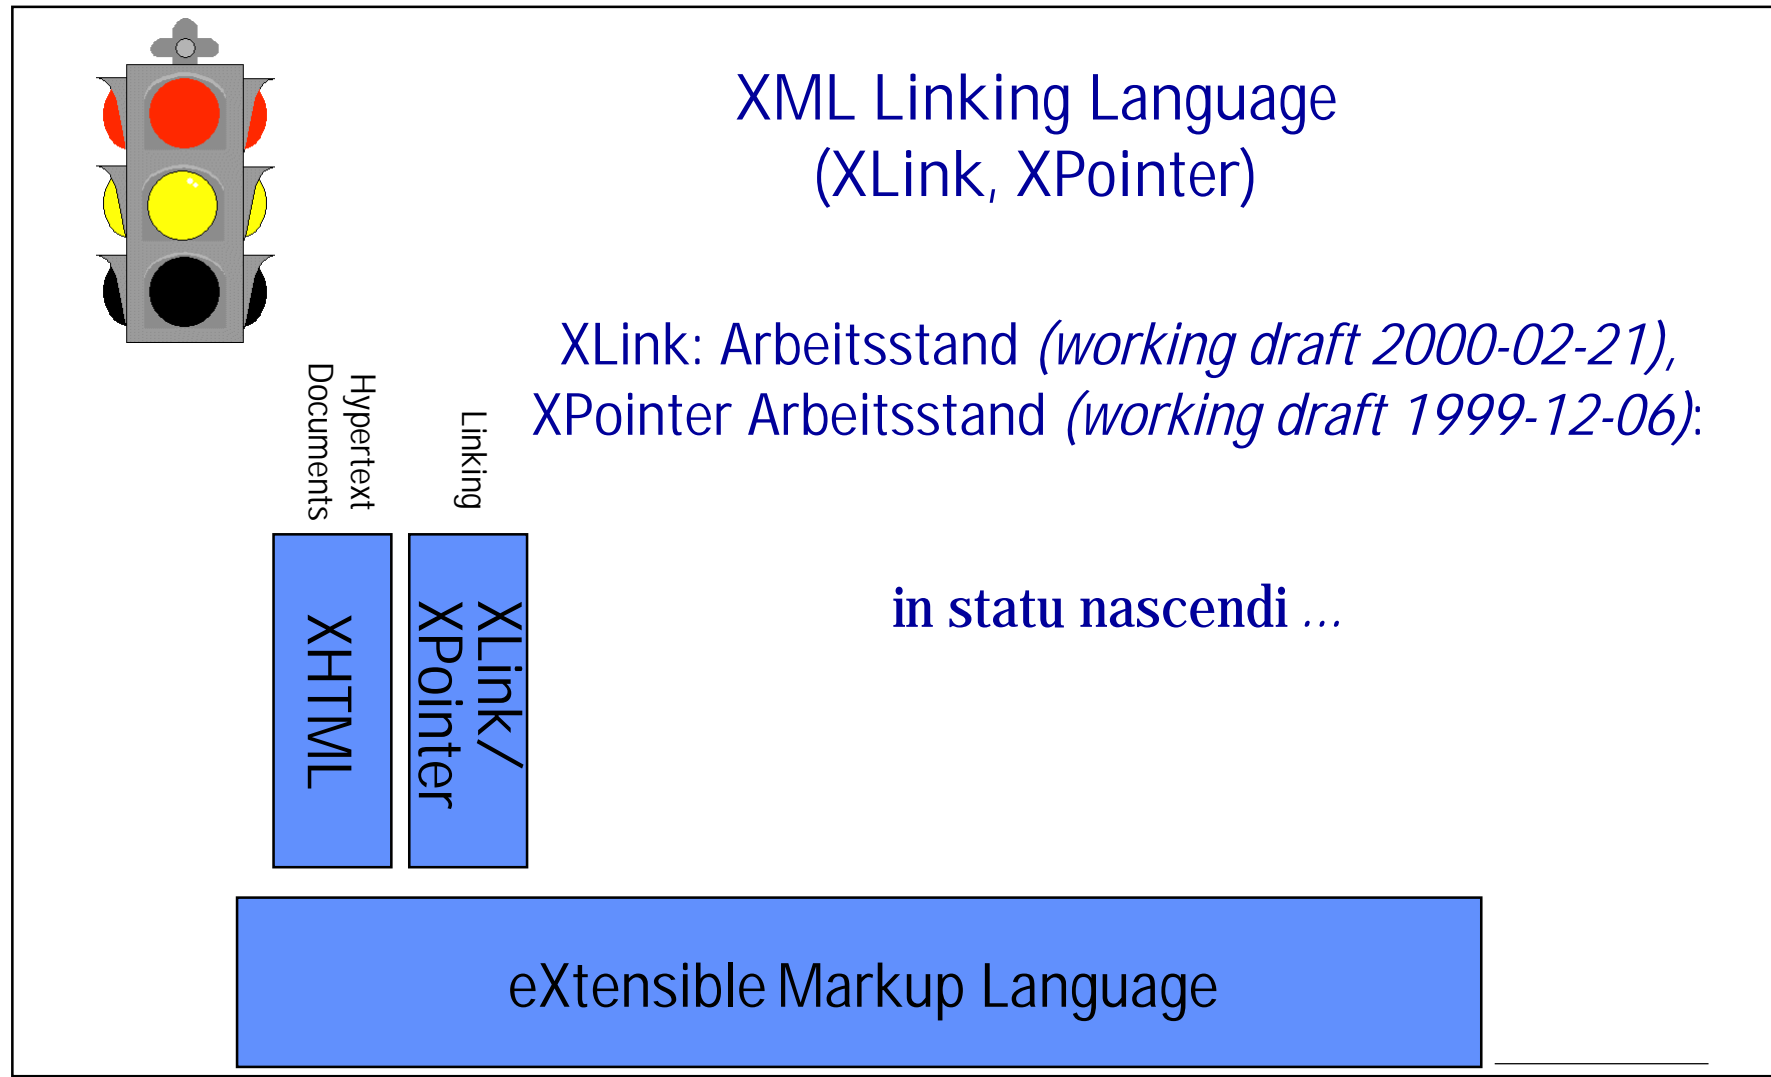 XML Linking Language
(XLink, XPointer)
XLink: Arbeitsstand (working draft 2000-02-21),
XPointer Arbeitsstand (working draft 1999-12-06):
in statu nascendi ...
Hypertext
Documents
Linking
XHTML
XLink/
XPointer
eXtensible Markup Language